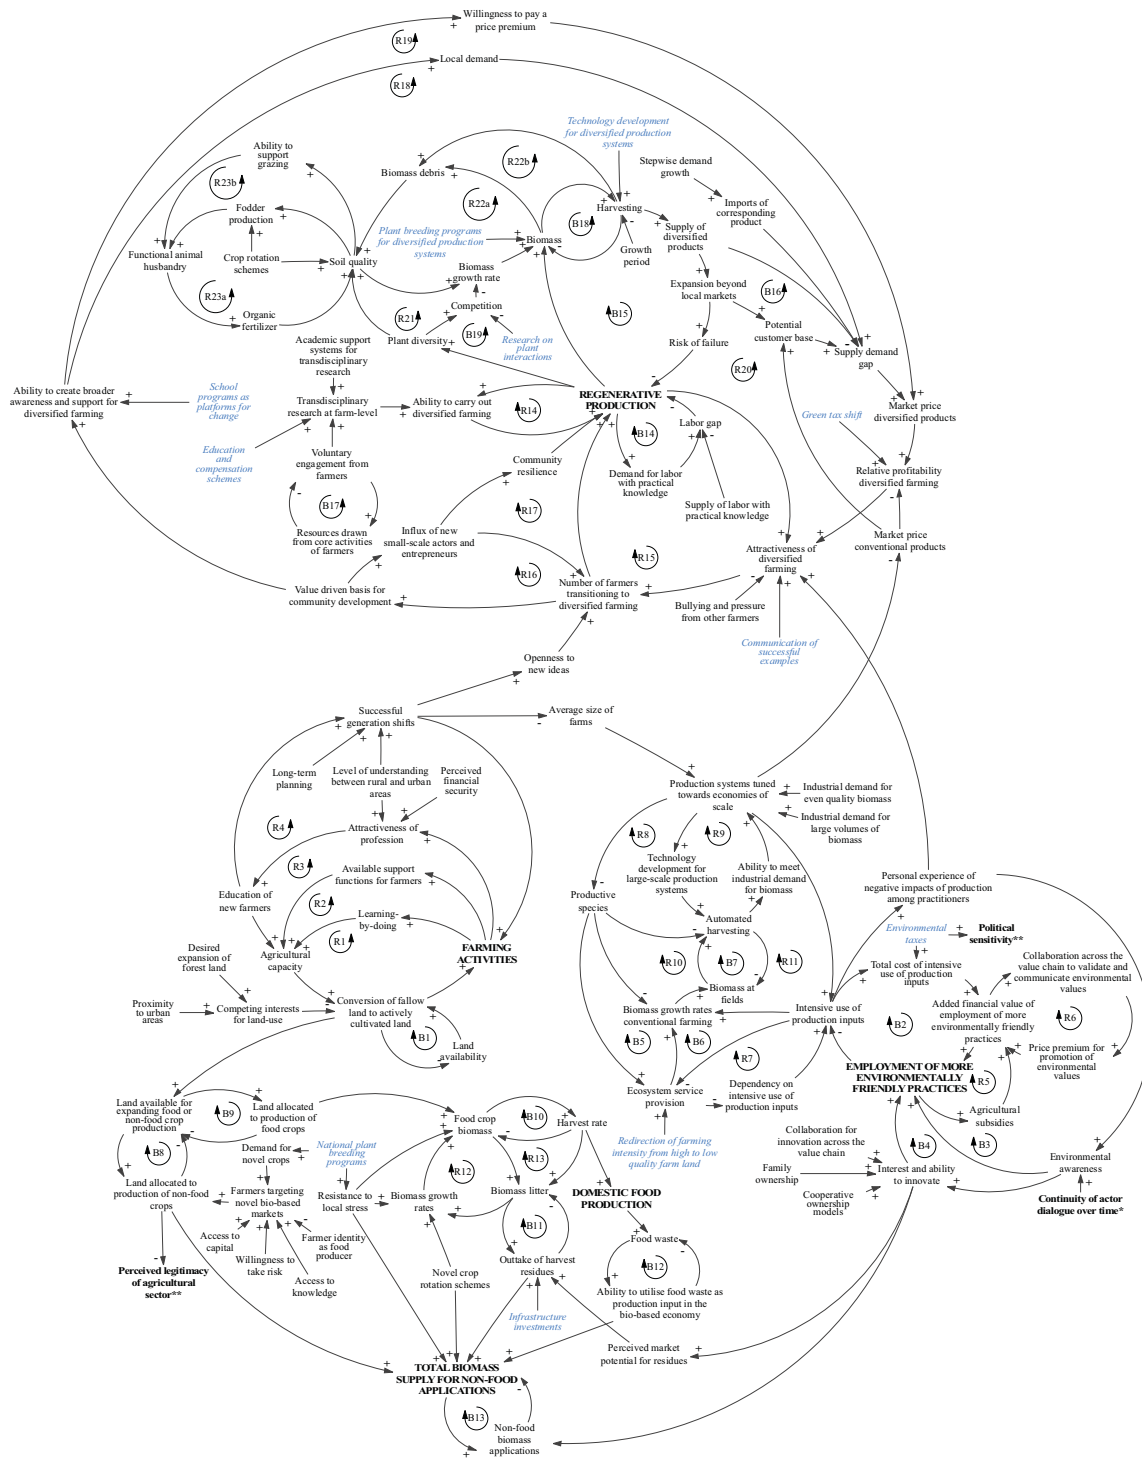 Willingness to pay a
price premium
R19
Local demand
R18
Technology development
for diversified production
systems
Ability to
support
grazing
R23b
Biomass debris
R22b
Stepwise demand
growth
R22a
Imports of
corresponding
product
Fodder
production
Harvesting
B18
Supply of
diversified
products
Plant breeding programs
for diversified production
systems
Biomass
Growth
period
Functional animal
husbandry
Crop rotation
schemes
Soil quality
Biomass
growth rate
Expansion beyond
local markets
B16
R23a
Organic
fertilizer
Competition
R21
B19
B15
Potential
customer base
Plant diversity
Research on
plant
interactions
Risk of failure
Supply demand
gap
Academic support
systems for
transdisciplinary
research
R20
Ability to create broader
awareness and support for
diversified farming
School
programs as
platforms for
change
Transdisciplinary
research at farm-level
Ability to carry out
diversified farming
R14
REGENERATIVE
PRODUCTION
Market price
diversified products
Green tax shift
B14
Labor gap
Education
and
compensation
schemes
Voluntary
engagement from
farmers
Community
resilience
Demand for labor
with practical
knowledge
Relative profitability
diversified farming
B17
R17
Supply of labor with
practical knowledge
Resources drawn
from core activities
of farmers
Influx of new
small-scale actors and
entrepreneurs
Market price
conventional products
R15
Attractiveness of
diversified
farming
R16
Value driven basis for
community development
Number of farmers
transitioning to
diversified farming
Bullying and pressure
from other farmers
Communication of
successful
examples
Openness to
new ideas
Successful
generation shifts
Average size of
farms
Long-term
planning
Level of understanding
between rural and urban
areas
Perceived
financial
security
Production systems tuned
towards economies of
scale
Industrial demand for
even quality biomass
Industrial demand for
large volumes of
biomass
R4
Attractiveness of
profession
R8
R9
R3
Available support
functions for farmers
Technology
development for
large-scale production
systems
Ability to meet
industrial demand
for biomass
Personal experience of
negative impacts of production
among practitioners
Education of
new farmers
R2
Productive
species
Learning-
by-doing
Automated
harvesting
Environmental
taxes
Political
sensitivity**
R1
FARMING
ACTIVITIES
Desired
expansion of
forest land
Agricultural
capacity
R10
B7
R11
Total cost of intensive
use of production
inputs
Collaboration across the
value chain to validate and
communicate environmental
values
Biomass at
fields
Proximity
to urban
areas
Competing interests
for land-use
Conversion of fallow
land to actively
cultivated land
Biomass growth rates
conventional farming
Intensive use of
production inputs
Added financial value of
employment of more
environmentally friendly
practices
B2
R6
B1
B5
B6
Land
availability
R7
Price premium for
promotion of
environmental
values
EMPLOYMENT OF MORE
ENVIRONMENTALLY
FRIENDLY PRACTICES
R5
Land available for
expanding food or
non-food crop
production
B9
Land allocated
to production of
food crops
Ecosystem service
provision
Dependency on
intensive use of
production inputs
Agricultural
subsidies
Food crop
biomass
B10
Harvest rate
B8
Demand for
novel crops
National plant
breeding
programs
Redirection of farming
intensity from high to low
quality farm land
Collaboration for
innovation across the
value chain
B4
B3
R12
R13
Environmental
awareness
Land allocated to
production of non-food
crops
Farmers targeting
novel bio-based
markets
Resistance to
local stress
Biomass growth
rates
Biomass litter
DOMESTIC FOOD
PRODUCTION
Family
ownership
Interest and ability
to innovate
Cooperative
ownership
models
Continuity of actor
dialogue over time*
B11
Access to
capital
Farmer identity
as food
producer
Food waste
Perceived legitimacy
of agricultural
sector**
Willingness to
take risk
Outtake of harvest
residues
B12
Access to
knowledge
Novel crop
rotation schemes
Ability to utilise food waste as
production input in the
bio-based economy
Infrastructure
investments
Perceived market
potential for residues
TOTAL BIOMASS
SUPPLY FOR NON-FOOD
APPLICATIONS
B13
Non-food
biomass
applications